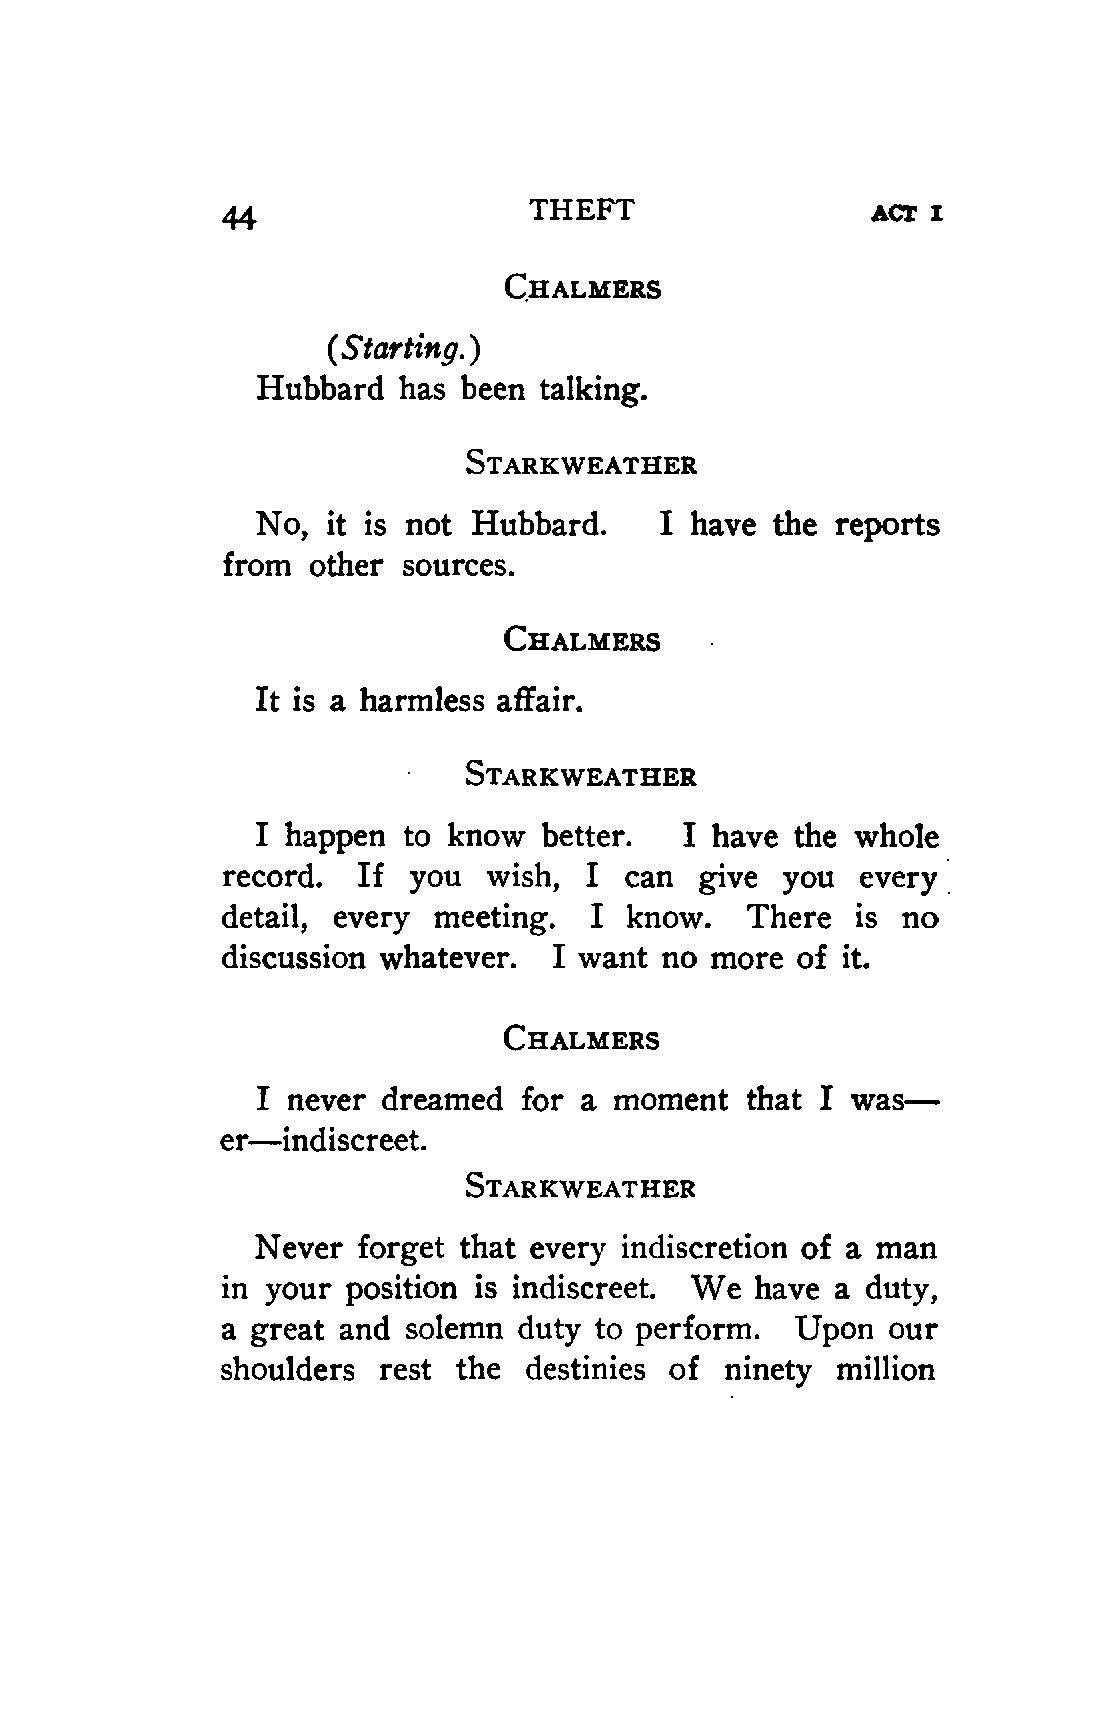 44 THEFT ACT I
CHALMERS
(Starting.)
Hubbard has been talking.
STARKWEATHER
No, it is not Hubbard. I have the reports
from other sources.
CHALMERS
It is a harmless affair.
STARKWEATHER
I happen to know better. I have the whole
record. If you wish, I can give you every
detail, every meeting. I know. There is no
discussion whatever. I want no more of it.
CHALMERS
I never dreamed for a moment that I was—
er—indiscreet.
STARKWEATHER
Never forget that every indiscretion of a man
in your position is indiscreet. We have a duty,
a great and solemn duty to perform. Upon our
shoulders rest the destinies of ninety million